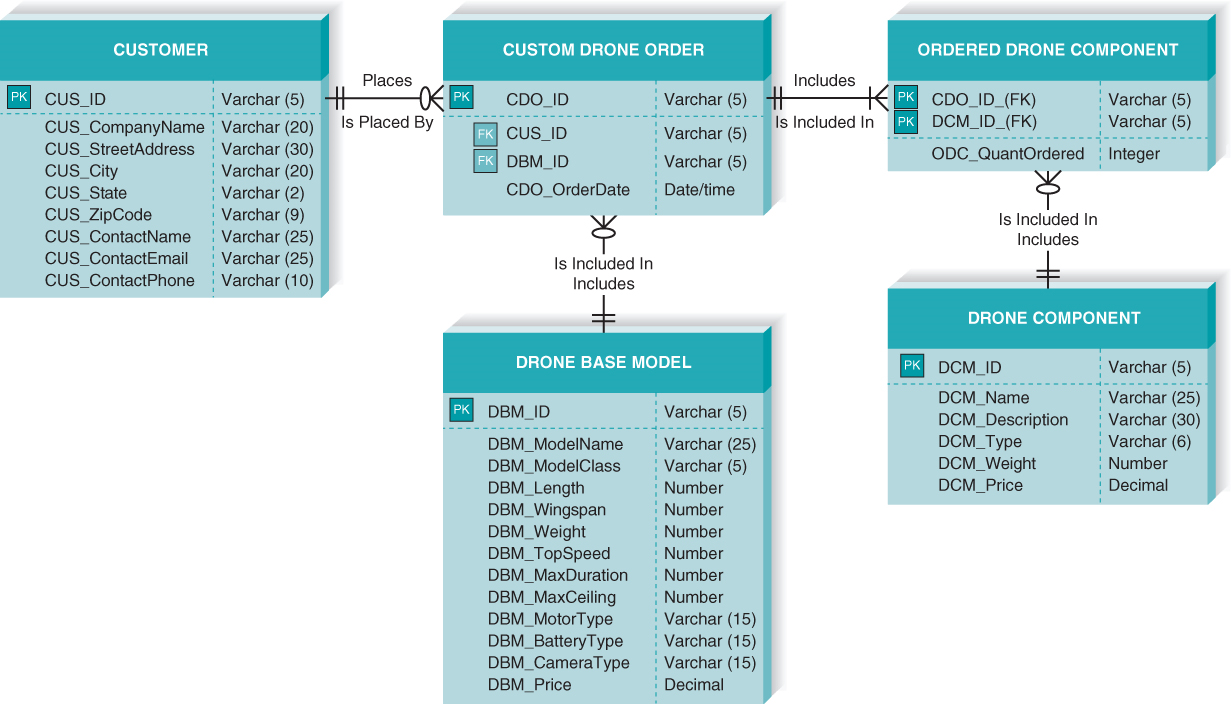 CUSTOMER
PK CUS_ID Varchar (5)
CUS_CompanyName Varchar (20)
CUS_StreetAddress Varchar (30)
CUS_City Varchar (20)
CUS_State Varchar (2)
CUS_ZipCode Varchar (9)
CUS_ContactName Varchar (25)
CUS_ContactEmail Varchar (25)
CUS_ContactPhone Varchar (10)
Places
Is Placed By
CUSTOM DRONE ORDER
PK CDO_ID Varchar (5)
FK CUS_ID Varchar (5)
FK DBM_ID Varchar (5)
CDO_OrderDate Date/time
Includes
Is Included In
ORDERED DRONE COMPONENT
PK CDO_ID_(FK) Varchar (5)
PK DCM_ID_(FK) Varchar (5)
ODC_QuantOrdered Integer
Is Included In
Includes
DRONE BASE MODEL
PK DBM_ID Varchar (5)
DBM_ModelName Varchar (25)
DBM_ModelClass Varchar (5)
DBM_Length Number
DBM_Wingspan Number
DBM_Weight Number
DBM_TopSpeed Number
DBM_MaxDuration Number
DBM_MaxCeiling Number
DBM_MotorType Varchar (15)
DBM_BatteryType Varchar (15)
DBM_CameraType Varchar (15)
DBM_Price Decimal
Is Included In
Includes
DRONE COMPONENT
PK DCM_ID Varchar (5)
DCM_Name Varchar (25)
DCM_Description Varchar (30)
DCM_Type Varchar (6)
DCM_Weight Number
DCM_Price Decimal